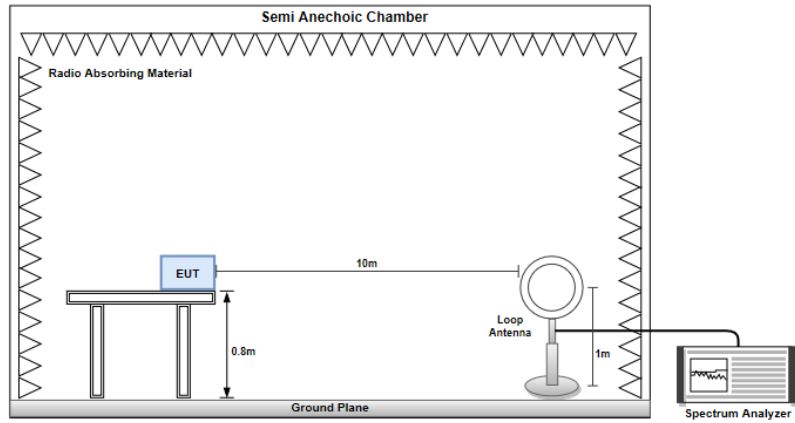 Semi Anechoic Chamber
Radio Absorbing Material
EUT
10m
Loop
Antenna
0.8m
1m
Ground Plane
Spectrum Analyzer